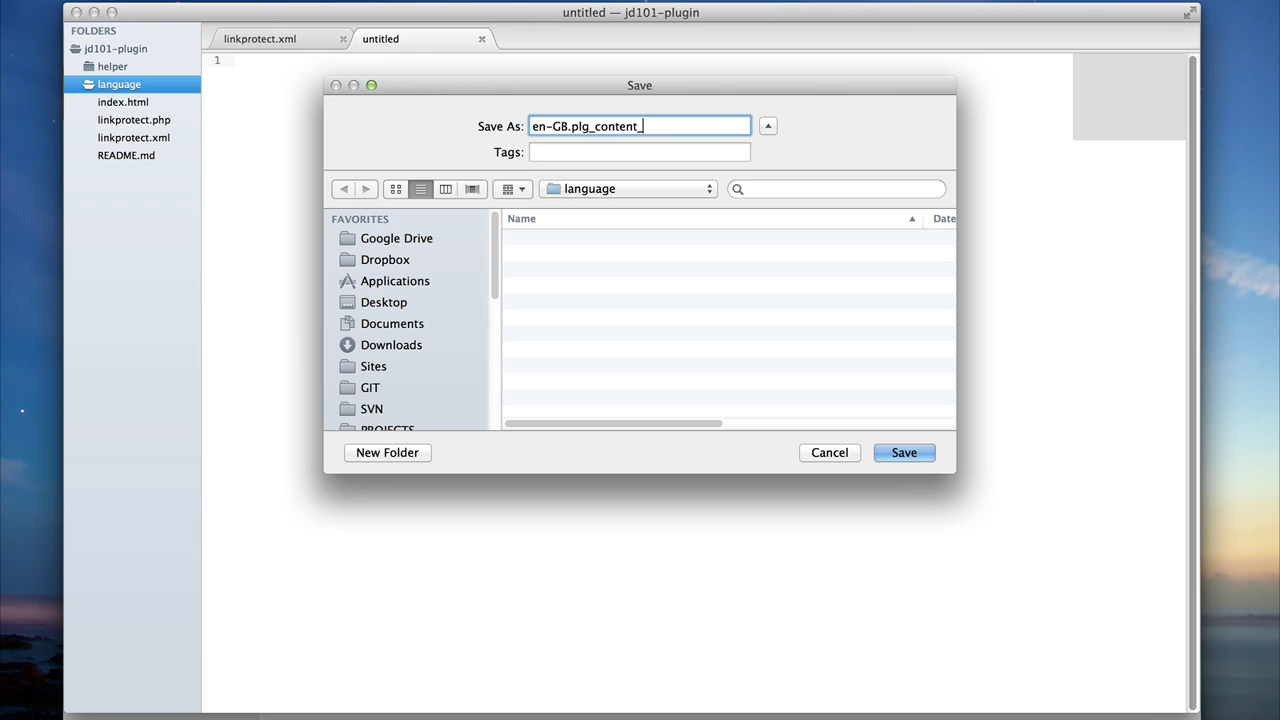 untitled — jd101-plugin
FOLDERS
jd101-plugin
helper
language
index.html
linkprotect.php
linkprotect.xml
README.md
linkprotect.xml
untitled
1
Save
Save As: en-GB.plg_content_
Tags:
language
FAVORITES
Google Drive
Dropbox
Applications
Desktop
Documents
Downloads
Sites
GIT
SVN
PROJECTS
Name
Date
New Folder
Cancel
Save